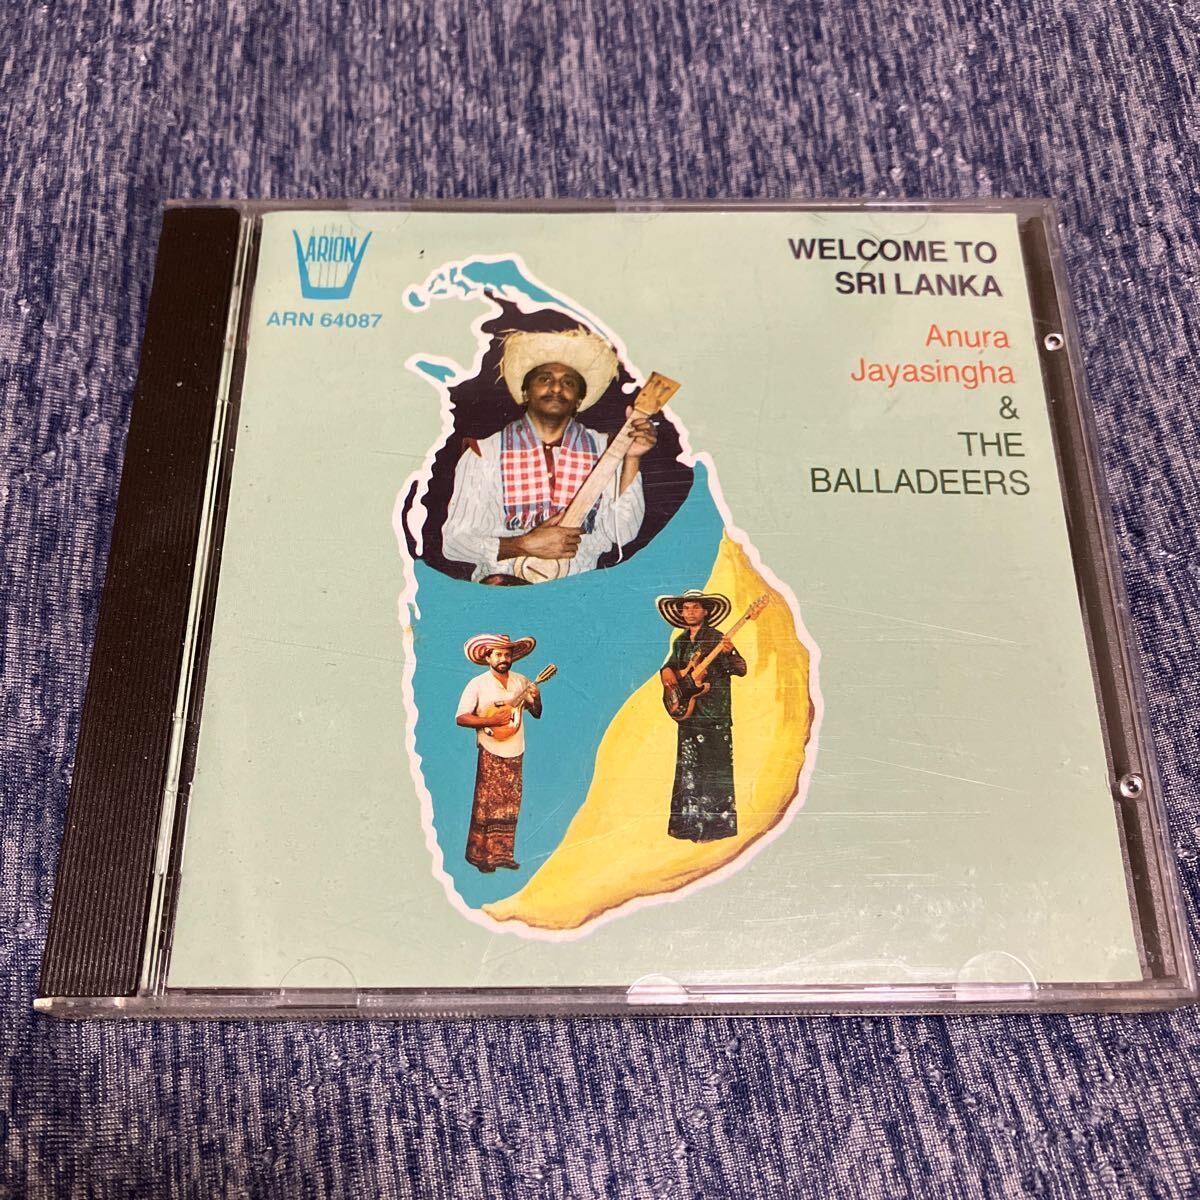 ARION
ARN 64087
WELCOME TO
SRI LANKA
Anura
Jayasingha
&
THE
BALLADEERS